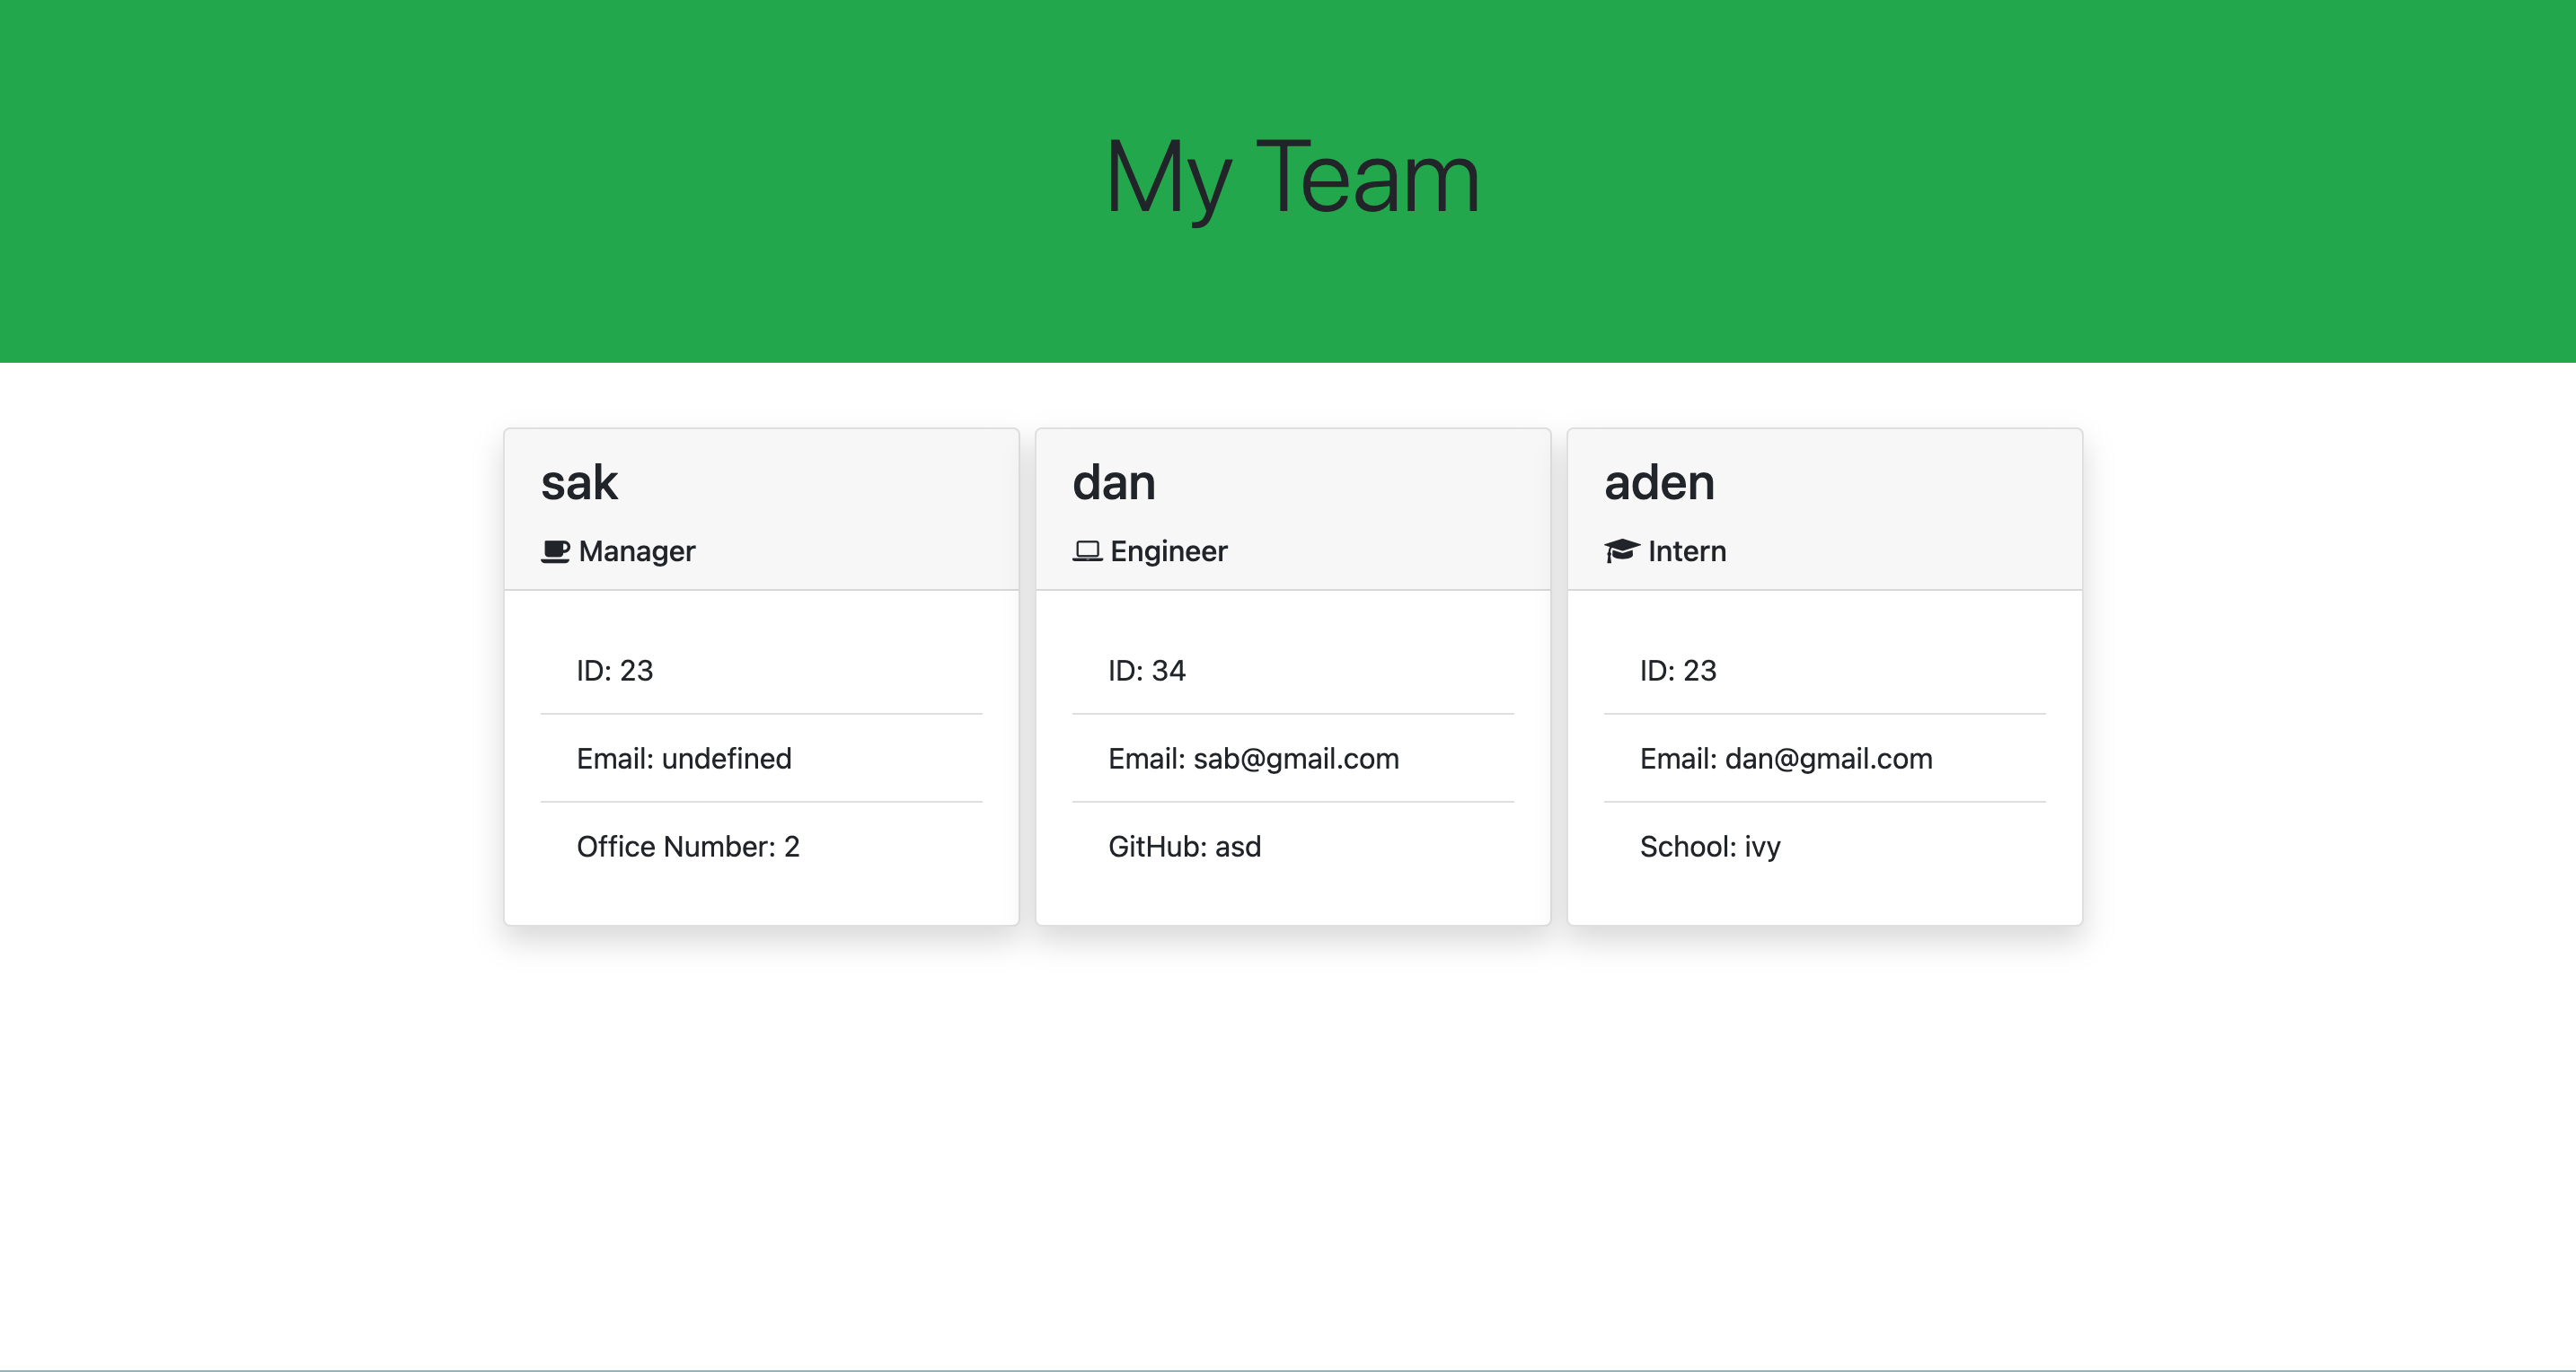 My Team
sak
Manager
ID: 23
Email: undefined
Office Number: 2
dan
Engineer
ID: 34
Email: sab@gmail.com
GitHub: asd
aden
Intern
ID: 23
Email: dan@gmail.com
School: ivy